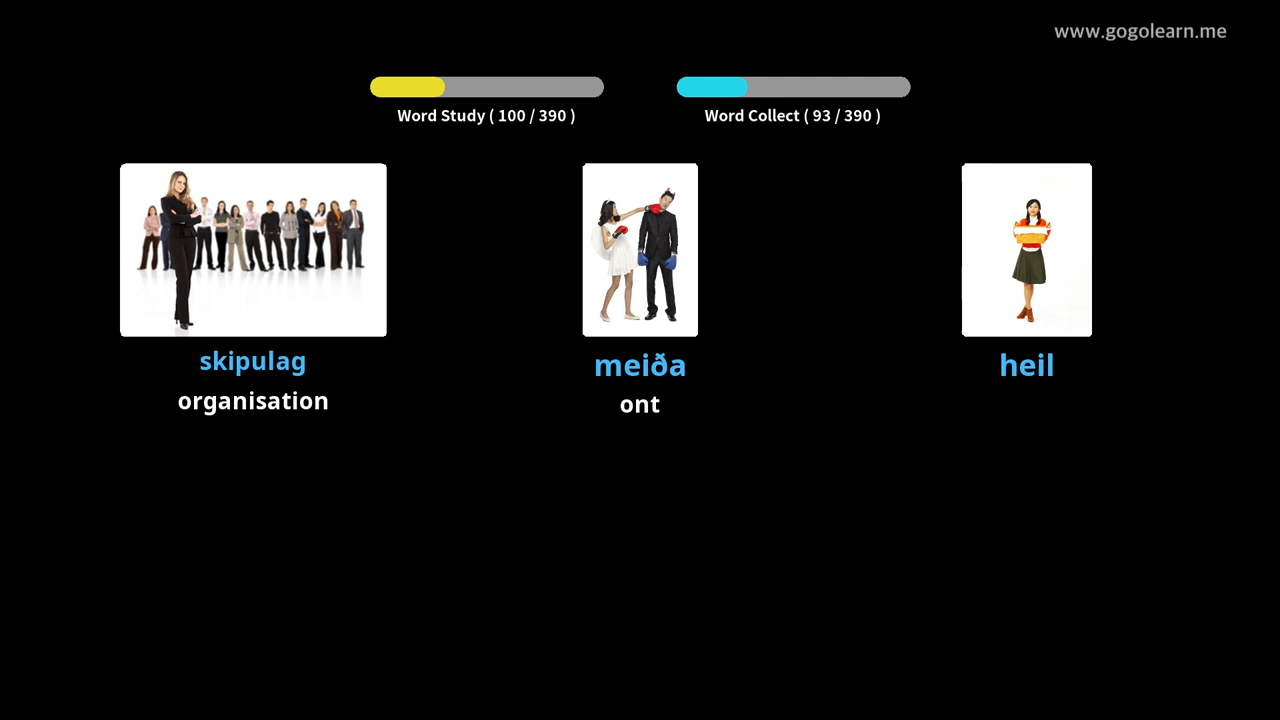 www.gogolearn.me
Word Study ( 100 / 390 )
Word Collect ( 93 / 390 )
skipulag
meiða
heil
organisation
ont